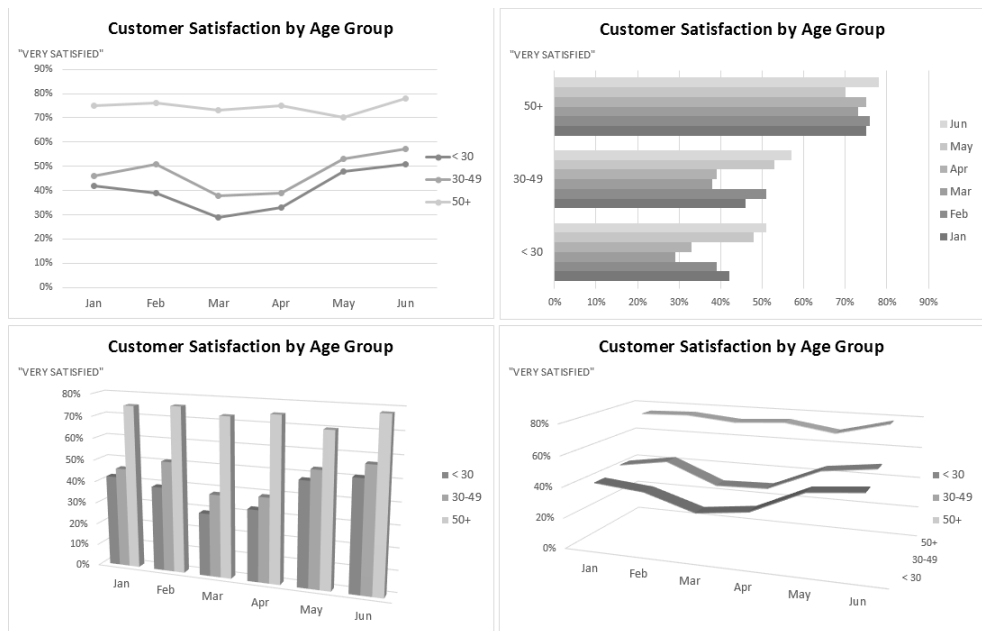 Customer Satisfaction by Age Group
"VERY SATISFIED"
90%
80%
70%
60%
50%
40%
30%
20%
10%
0%
Jan Feb Mar Apr May Jun
< 30
30-49
50+
Customer Satisfaction by Age Group
"VERY SATISFIED"
50+
30-49
< 30
0% 10% 20% 30% 40% 50% 60% 70% 80% 90%
Jun
May
Apr
Mar
Feb
Jan
Customer Satisfaction by Age Group
"VERY SATISFIED"
80%
70%
60%
50%
40%
30%
20%
10%
0%
Jan Feb Mar Apr May Jun
< 30
30-49
50+
Customer Satisfaction by Age Group
"VERY SATISFIED"
80%
60%
40%
20%
0%
Jan Feb Mar Apr May Jun
50+
30-49
< 30
< 30
30-49
50+